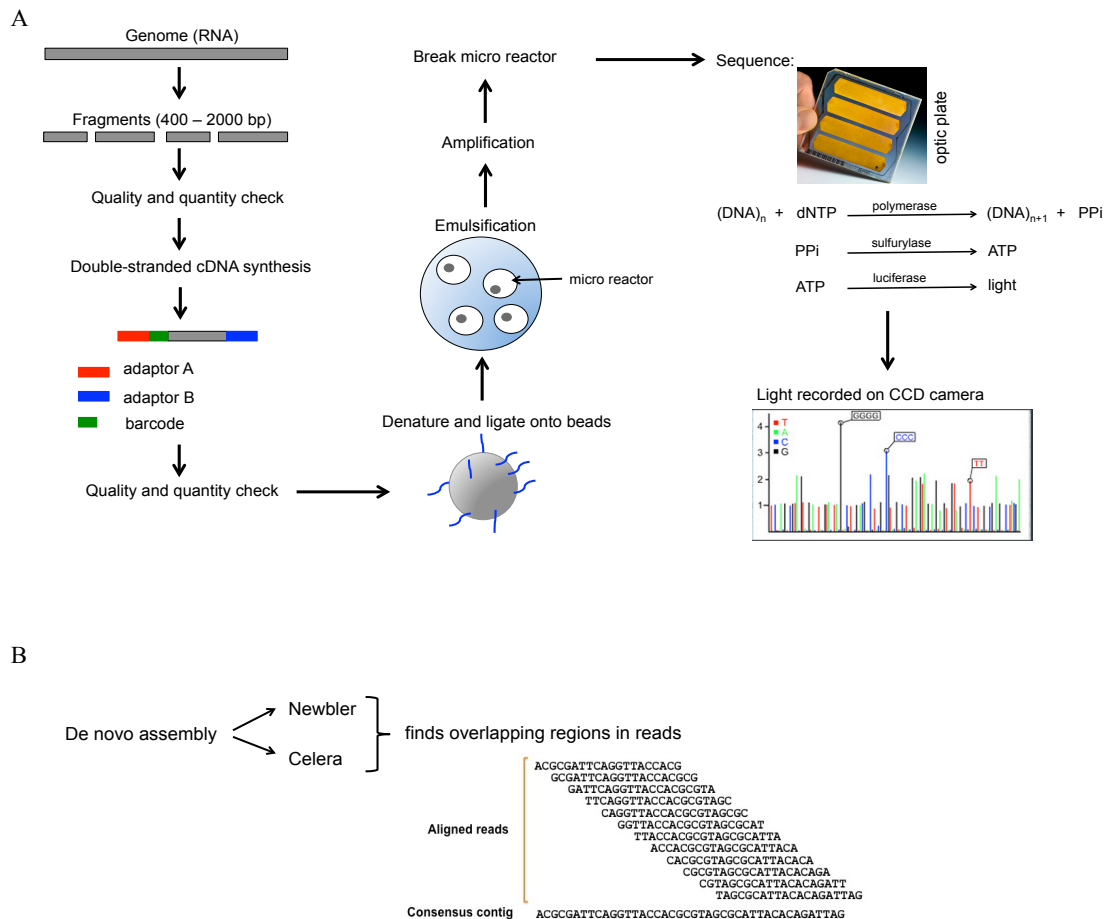 A
Genome (RNA)
Fragments (400 – 2000 bp)
Quality and quantity check
Double-stranded cDNA synthesis
adaptor A
adaptor B
barcode
Quality and quantity check
Break micro reactor
Amplification
Emulsification
micro reactor
Denature and ligate onto beads
Sequence:
optic plate
(DNA)n + dNTP polymerase (DNA)n+1 + PPi
PPi sulfurylase ATP
ATP luciferase light
Light recorded on CCD camera
4
3
2
1
T
A
C
G
GGGG
CCC
TT
B
De novo assembly
Newbler
Celera
finds overlapping regions in reads
Aligned reads
ACGCGATTCAGGTTACCACG
GCGATTCAGGTTACCACGCG
GATTCAGGTTACCACGCGTA
TTCAGGTTACCACGCGTAGC
CAGGTTACCACGCGTAGCGC
GGTTACCACGCGTAGCGCAT
TTACCACGCGTAGCGCATTA
ACCACGCGTAGCGCATTACA
CACGCGTAGCGCATTACACA
CGCGTAGCGCATTACACAGA
CGTAGCGCATTACACAGATT
TAGCGCATTACACAGATTAG
Consensus contig
ACGCGATTCAGGTTACCACGCGTAGCGCATTACACAGATTAG